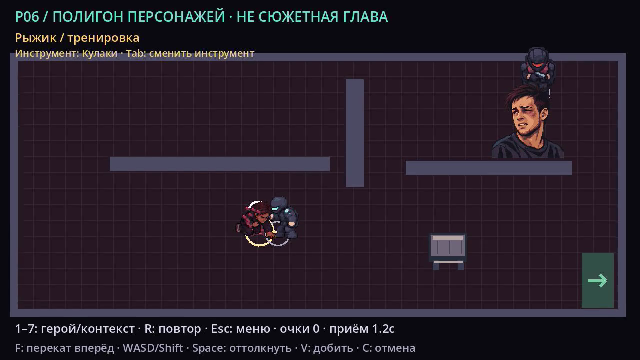 P06 / ПОЛИГОН ПЕРСОНАЖЕЙ · НЕ СЮЖЕТНАЯ ГЛАВА
Рыжик / тренировка
Инструмент: Кулаки · Tab: сменить инструмент
1–7: герой/контекст · R: повтор · Esc: меню · очки 0 · приём 1.2с
F: перекат вперёд · WASD/Shift · Space: оттолкнуть · V: добить · C: отмена